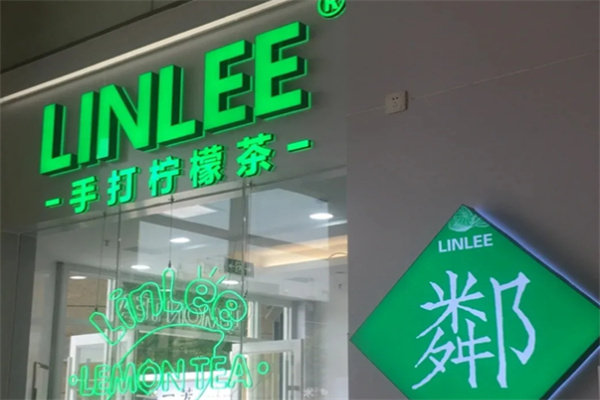 LINLEE®
-手打柠檬茶-
LinLee
·LEMON TEA·
LINLEE
鄰